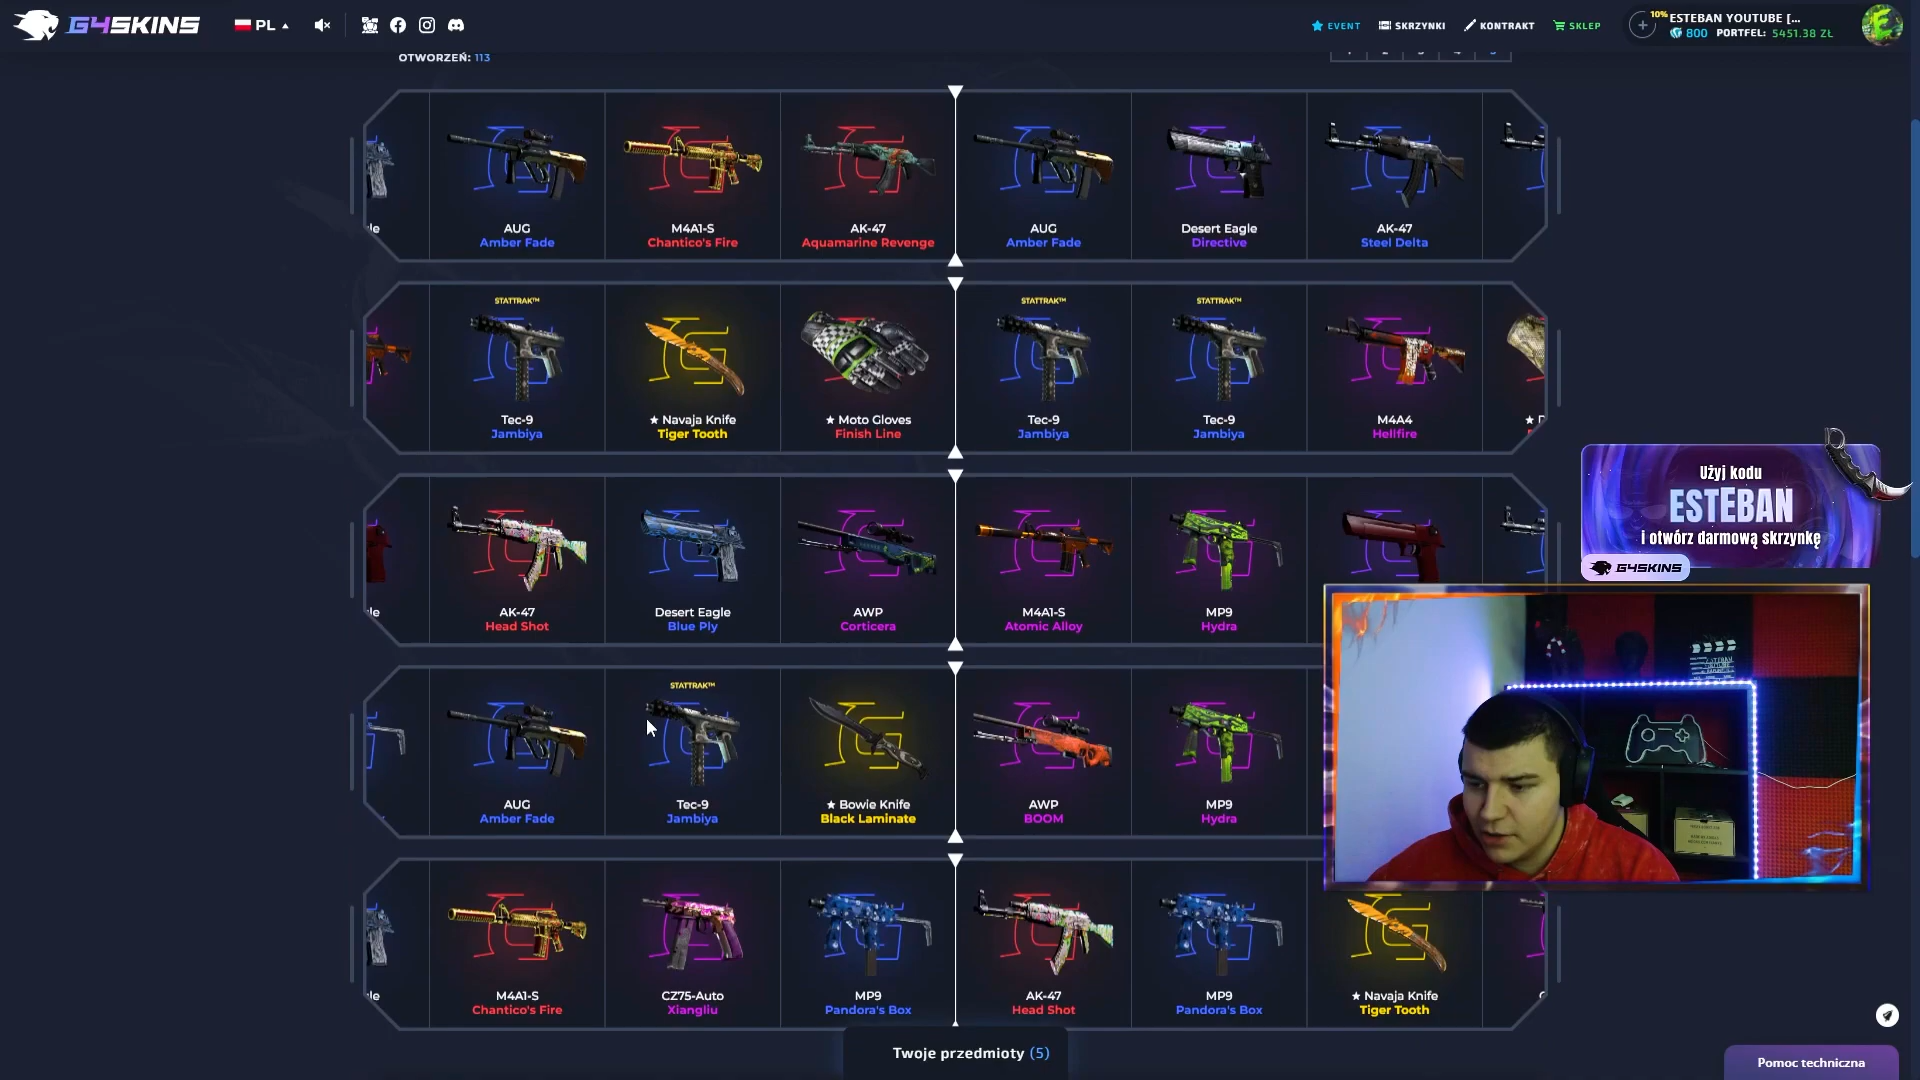 G4SKINS
PL
EVENT
SKRZYNKI
KONTRAKT
SKLEP
10%
ESTEBAN YOUTUBE [...
800 PORTFEL: 5451.38 ZŁ
OTWORZEŃ: 113
AUG
Amber Fade
M4A1-S
Chantico's Fire
AK-47
Aquamarine Revenge
AUG
Amber Fade
Desert Eagle
Directive
AK-47
Steel Delta
STATTRAK™
Tec-9
Jambiya
★ Navaja Knife
Tiger Tooth
★ Moto Gloves
Finish Line
STATTRAK™
Tec-9
Jambiya
STATTRAK™
Tec-9
Jambiya
M4A4
Hellfire
Użyj kodu
ESTEBAN
i otwórz darmową skrzynkę
G4SKINS
AK-47
Head Shot
Desert Eagle
Blue Ply
AWP
Corticera
M4A1-S
Atomic Alloy
MP9
Hydra
AUG
Amber Fade
STATTRAK™
Tec-9
Jambiya
★ Bowie Knife
Black Laminate
AWP
BOOM
MP9
Hydra
M4A1-S
Chantico's Fire
CZ75-Auto
Xiangliu
MP9
Pandora's Box
AK-47
Head Shot
MP9
Pandora's Box
★ Navaja Knife
Tiger Tooth
Twoje przedmioty (5)
Pomoc techniczna